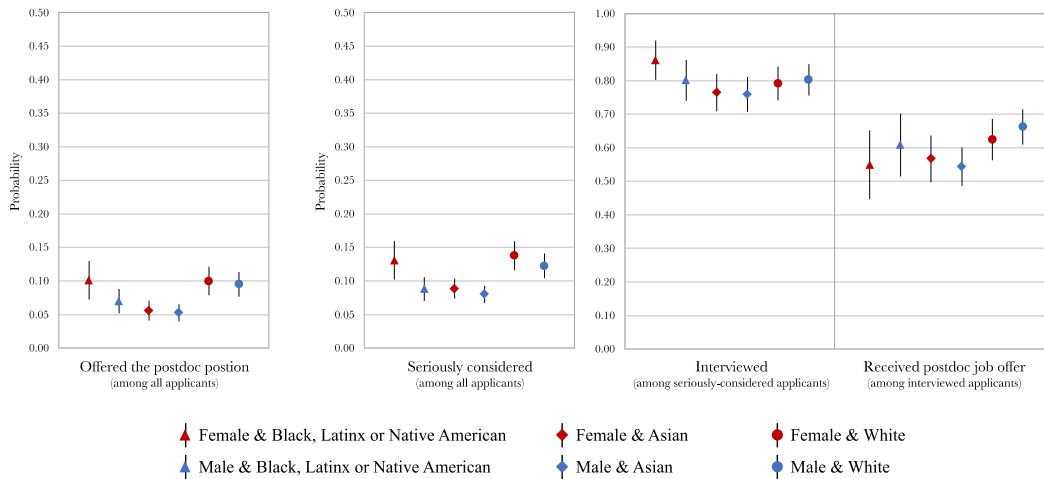 0.50
0.45
0.40
0.35
0.30
0.25
0.20
0.15
0.10
0.05
0.00
Probability
Offered the postdoc postion
(among all applicants)
0.50
0.45
0.40
0.35
0.30
0.25
0.20
0.15
0.10
0.05
0.00
Probability
Seriously considered
(among all applicants)
1.00
0.90
0.80
0.70
0.60
0.50
0.40
0.30
0.20
0.10
0.00
Interviewed
(among seriously-considered applicants)
Received postdoc job offer
(among interviewed applicants)
Female & Black, Latinx or Native American
Female & Asian
Female & White
Male & Black, Latinx or Native American
Male & Asian
Male & White